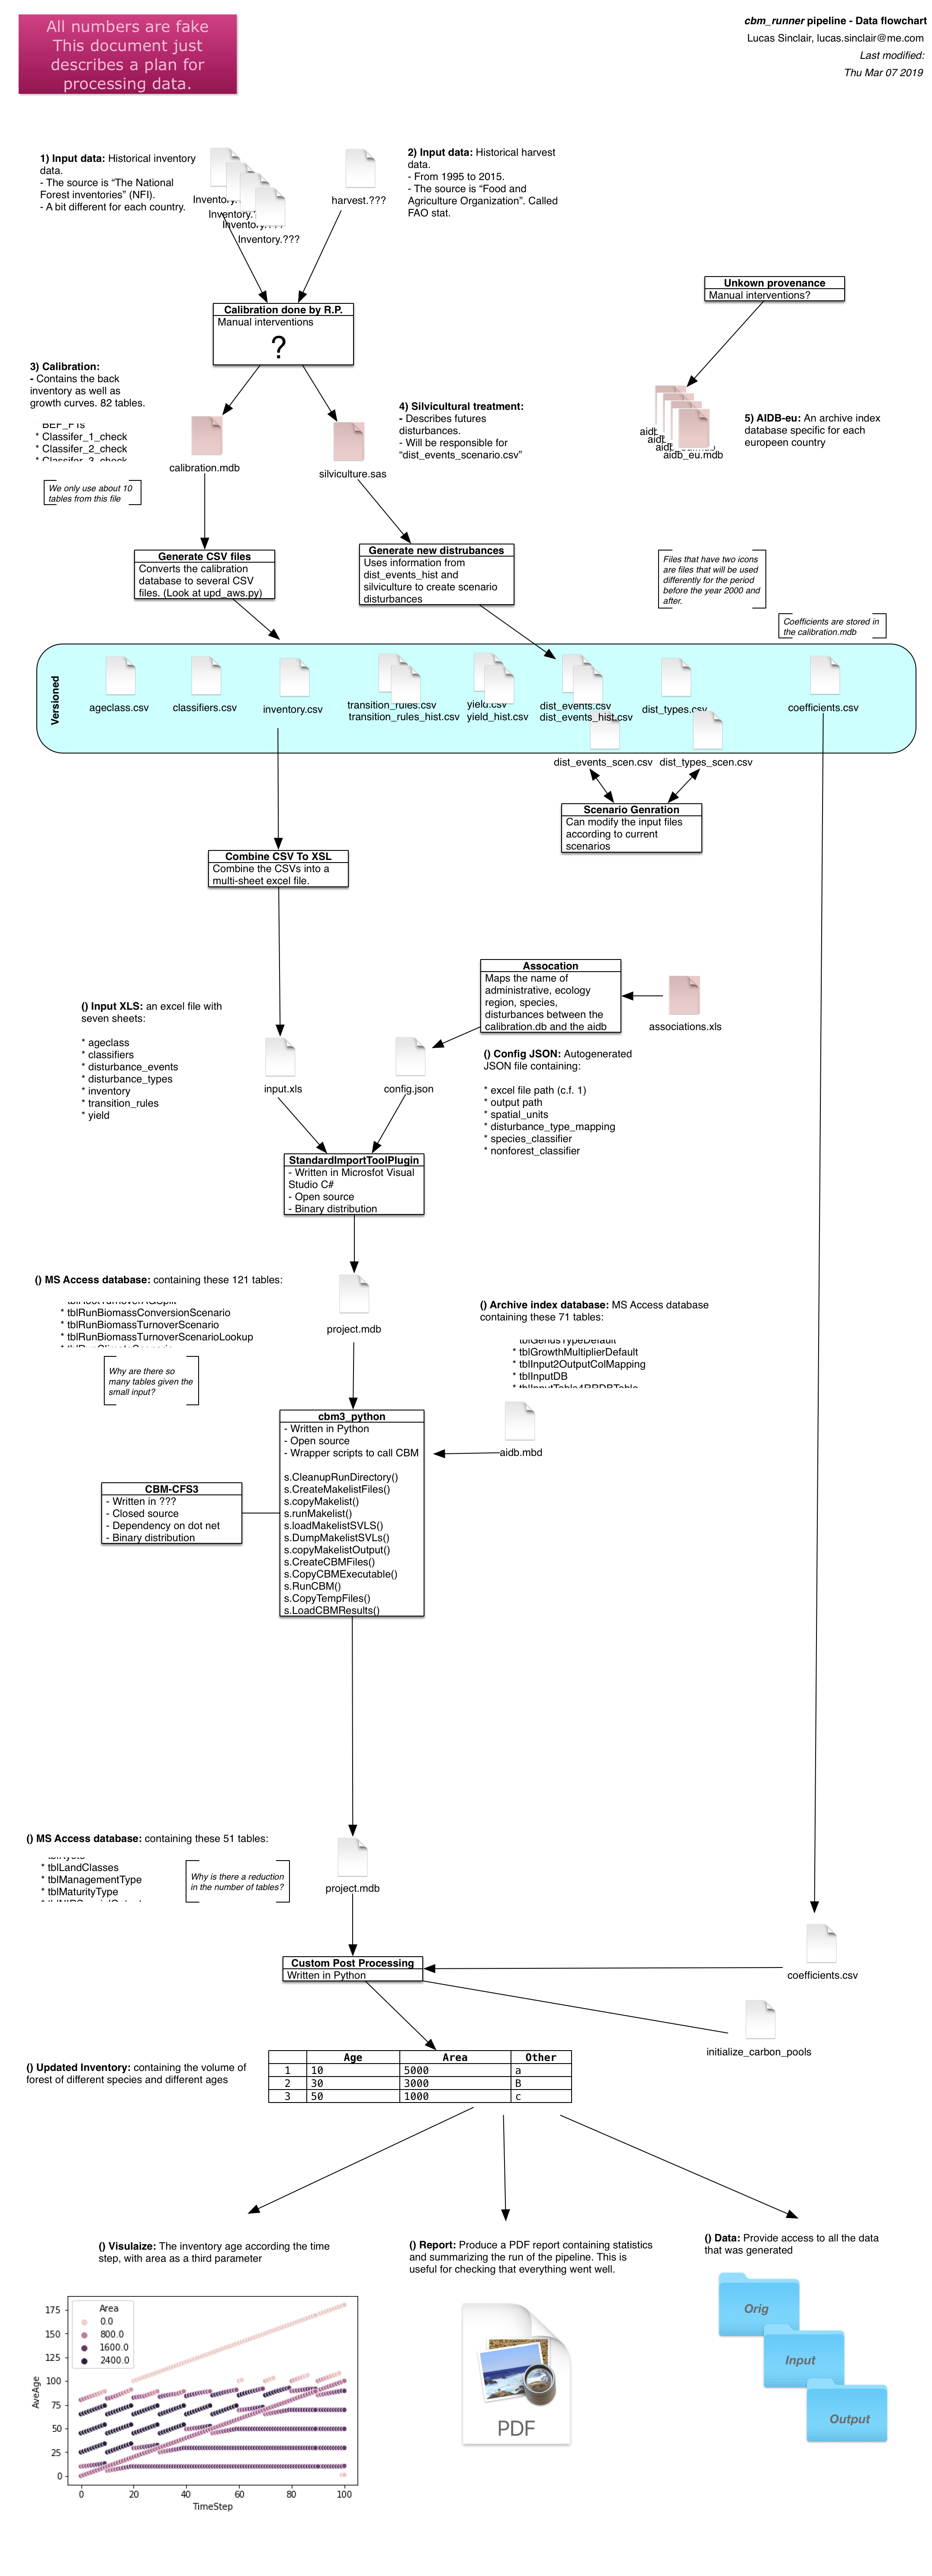 All numbers are fake
This document just
describes a plan for
processing data.
cbm_runner pipeline - Data flowchart
Lucas Sinclair, lucas.sinclair@me.com
Last modified:
Thu Mar 07 2019
1) Input data: Historical inventory
data.
- The source is “The National
Forest inventories” (NFI).
- A bit different for each country.
Inventory.???
harvest.???
2) Input data: Historical harvest
data.
- From 1995 to 2015.
- The source is “Food and
Agriculture Organization”. Called
FAO stat.
Calibration done by R.P.
Manual interventions
?
Unkown provenance
Manual interventions?
3) Calibration:
- Contains the back
inventory as well as
growth curves. 82 tables.
* Classifer_1_check
* Classifer_2_check
* Classifer_3_check
We only use about 10
tables from this file
calibration.mdb
silviculture.sas
4) Silvicultural treatment:
- Describes futures
disturbances.
- Will be responsible for
“dist_events_scenario.csv”
aidb_eu.mdb
5) AIDB-eu: An archive index
database specific for each
europeen country
Generate CSV files
Converts the calibration
database to several CSV
files. (Look at upd_aws.py)
Generate new distrubances
Uses information from
dist_events_hist and
silviculture to create scenario
disturbances
Files that have two icons
are files that will be used
differently for the period
before the year 2000 and
after.
Coefficients are stored in
the calibration.mdb
Versioned
ageclass.csv
classifiers.csv
inventory.csv
transition_rules.csv
transition_rules_hist.csv
yield.csv
yield_hist.csv
dist_events.csv
dist_events_hist.csv
dist_types.csv
coefficients.csv
dist_events_scen.csv
dist_types_scen.csv
Scenario Genration
Can modify the input files
according to current
scenarios
Combine CSV To XSL
Combine the CSVs into a
multi-sheet excel file.
Assocation
Maps the name of
administrative, ecology
region, species,
disturbances between the
calibration.db and the aidb
associations.xls
() Input XLS: an excel file with
seven sheets:
* ageclass
* classifiers
* disturbance_events
* disturbance_types
* inventory
* transition_rules
* yield
input.xls
config.json
() Config JSON: Autogenerated
JSON file containing:
* excel file path (c.f. 1)
* output path
* spatial_units
* disturbance_type_mapping
* species_classifier
* nonforest_classifier
StandardImportToolPlugin
- Written in Microsfot Visual
Studio C#
- Open source
- Binary distribution
() MS Access database: containing these 121 tables:
* tblRunBiomassConversionScenario
* tblRunBiomassTurnoverScenario
* tblRunBiomassTurnoverScenarioLookup
Why are there so
many tables given the
small input?
project.mdb
() Archive index database: MS Access database
containing these 71 tables:
* tblGrowthMultiplierDefault
* tblInput2OutputColMapping
* tblInputDB
aidb.mbd
cbm3_python
- Written in Python
- Open source
- Wrapper scripts to call CBM
s.CleanupRunDirectory()
s.CreateMakelistFiles()
s.copyMakelist()
s.runMakelist()
s.loadMakelistSVLS()
s.DumpMakelistSVLs()
s.copyMakelistOutput()
s.CreateCBMFiles()
s.CopyCBMExecutable()
s.RunCBM()
s.CopyTempFiles()
s.LoadCBMResults()
CBM-CFS3
- Written in ???
- Closed source
- Dependency on dot net
- Binary distribution
() MS Access database: containing these 51 tables:
* tblLandClasses
* tblManagementType
* tblMaturityType
Why is there a reduction
in the number of tables?
project.mdb
Custom Post Processing
Written in Python
coefficients.csv
initialize_carbon_pools
() Updated Inventory: containing the volume of
forest of different species and different ages
Age Area Other
1 10 5000 a
2 30 3000 B
3 50 1000 c
() Visulaize: The inventory age according the time
step, with area as a third parameter
() Report: Produce a PDF report containing statistics
and summarizing the run of the pipeline. This is
useful for checking that everything went well.
() Data: Provide access to all the data
that was generated
Area
0.0
800.0
1600.0
2400.0
175
150
125
100
75
50
25
0
AveAge
0 20 40 60 80 100
TimeStep
PDF
Orig
Input
Output